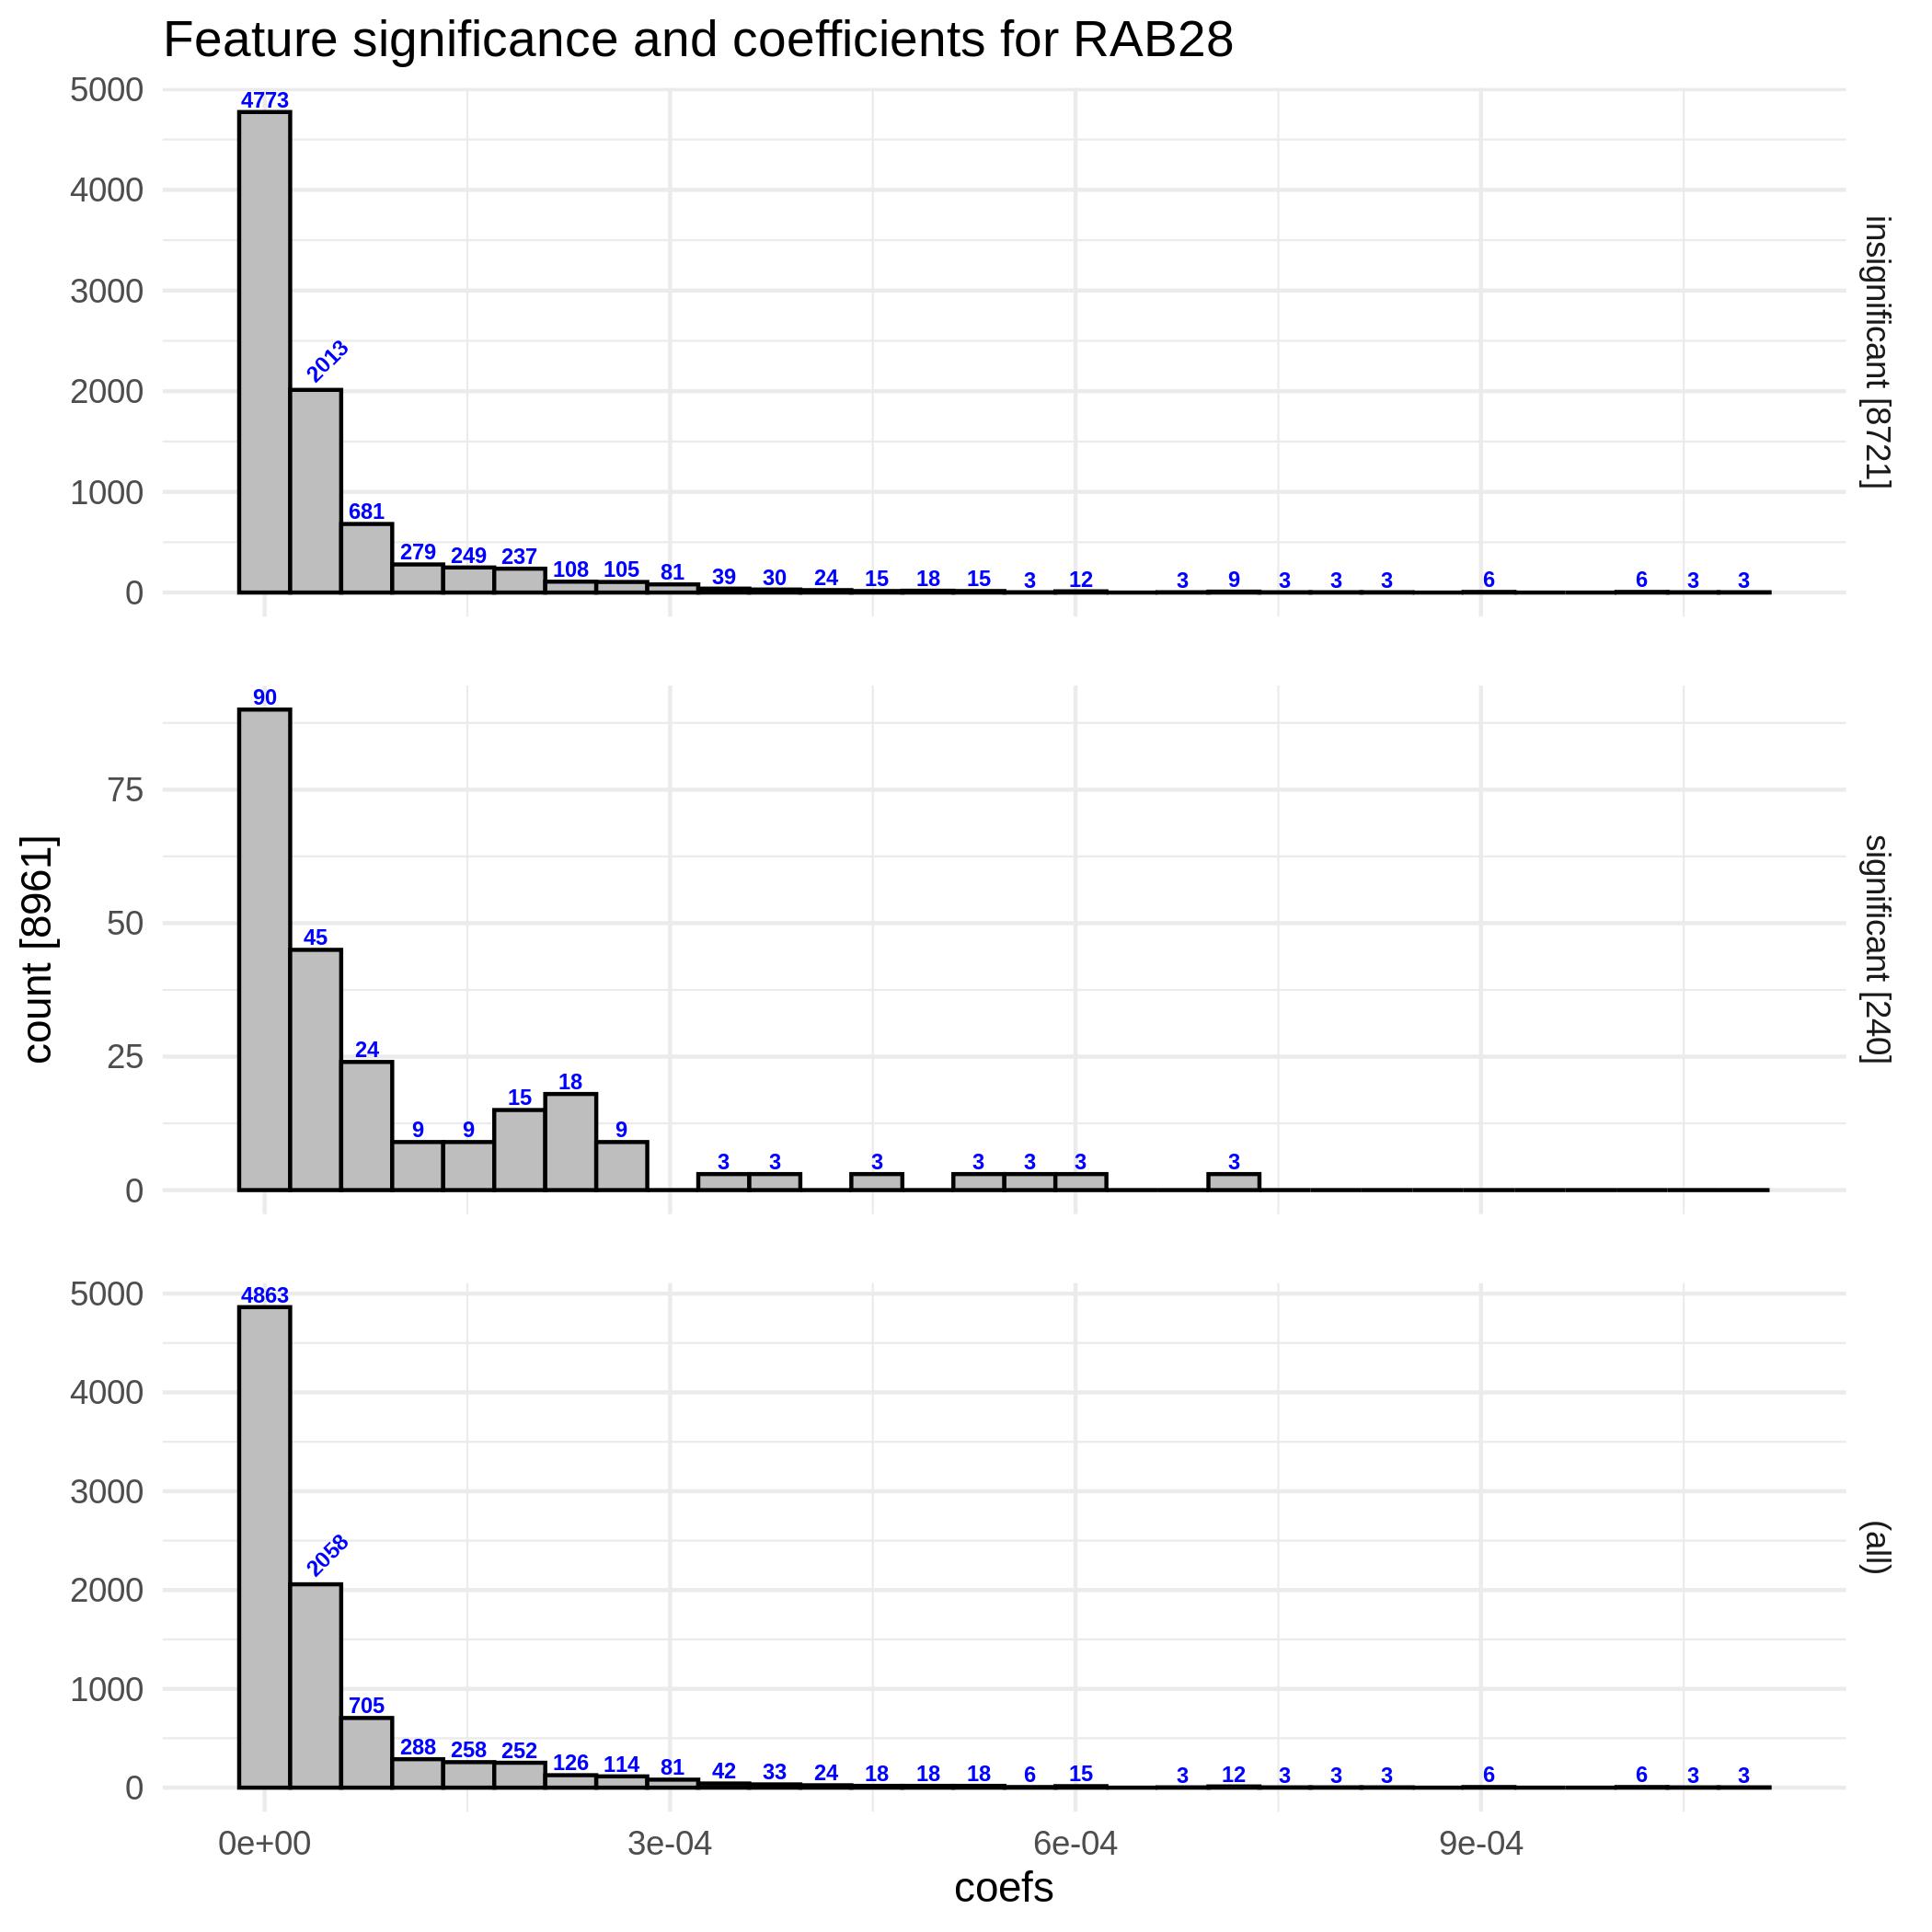 Feature significance and coefficients for RAB28
count [8961]
5000
4000
3000
2000
1000
0
4773
2013
681
279 249 237 108 105 81 39 30 24 15 18 15 3 12 3 9 3 3 3 6 6 3 3
insignificant [8721]
75
50
25
0
90
45
24
9 9 15 18 9 3 3 3 3 3 3 3
significant [240]
5000
4000
3000
2000
1000
0
4863
2058
705
288 258 252 126 114 81 42 33 24 18 18 18 6 15 3 12 3 3 3 6 6 3 3
(all)
0e+00 3e-04 6e-04 9e-04
coefs